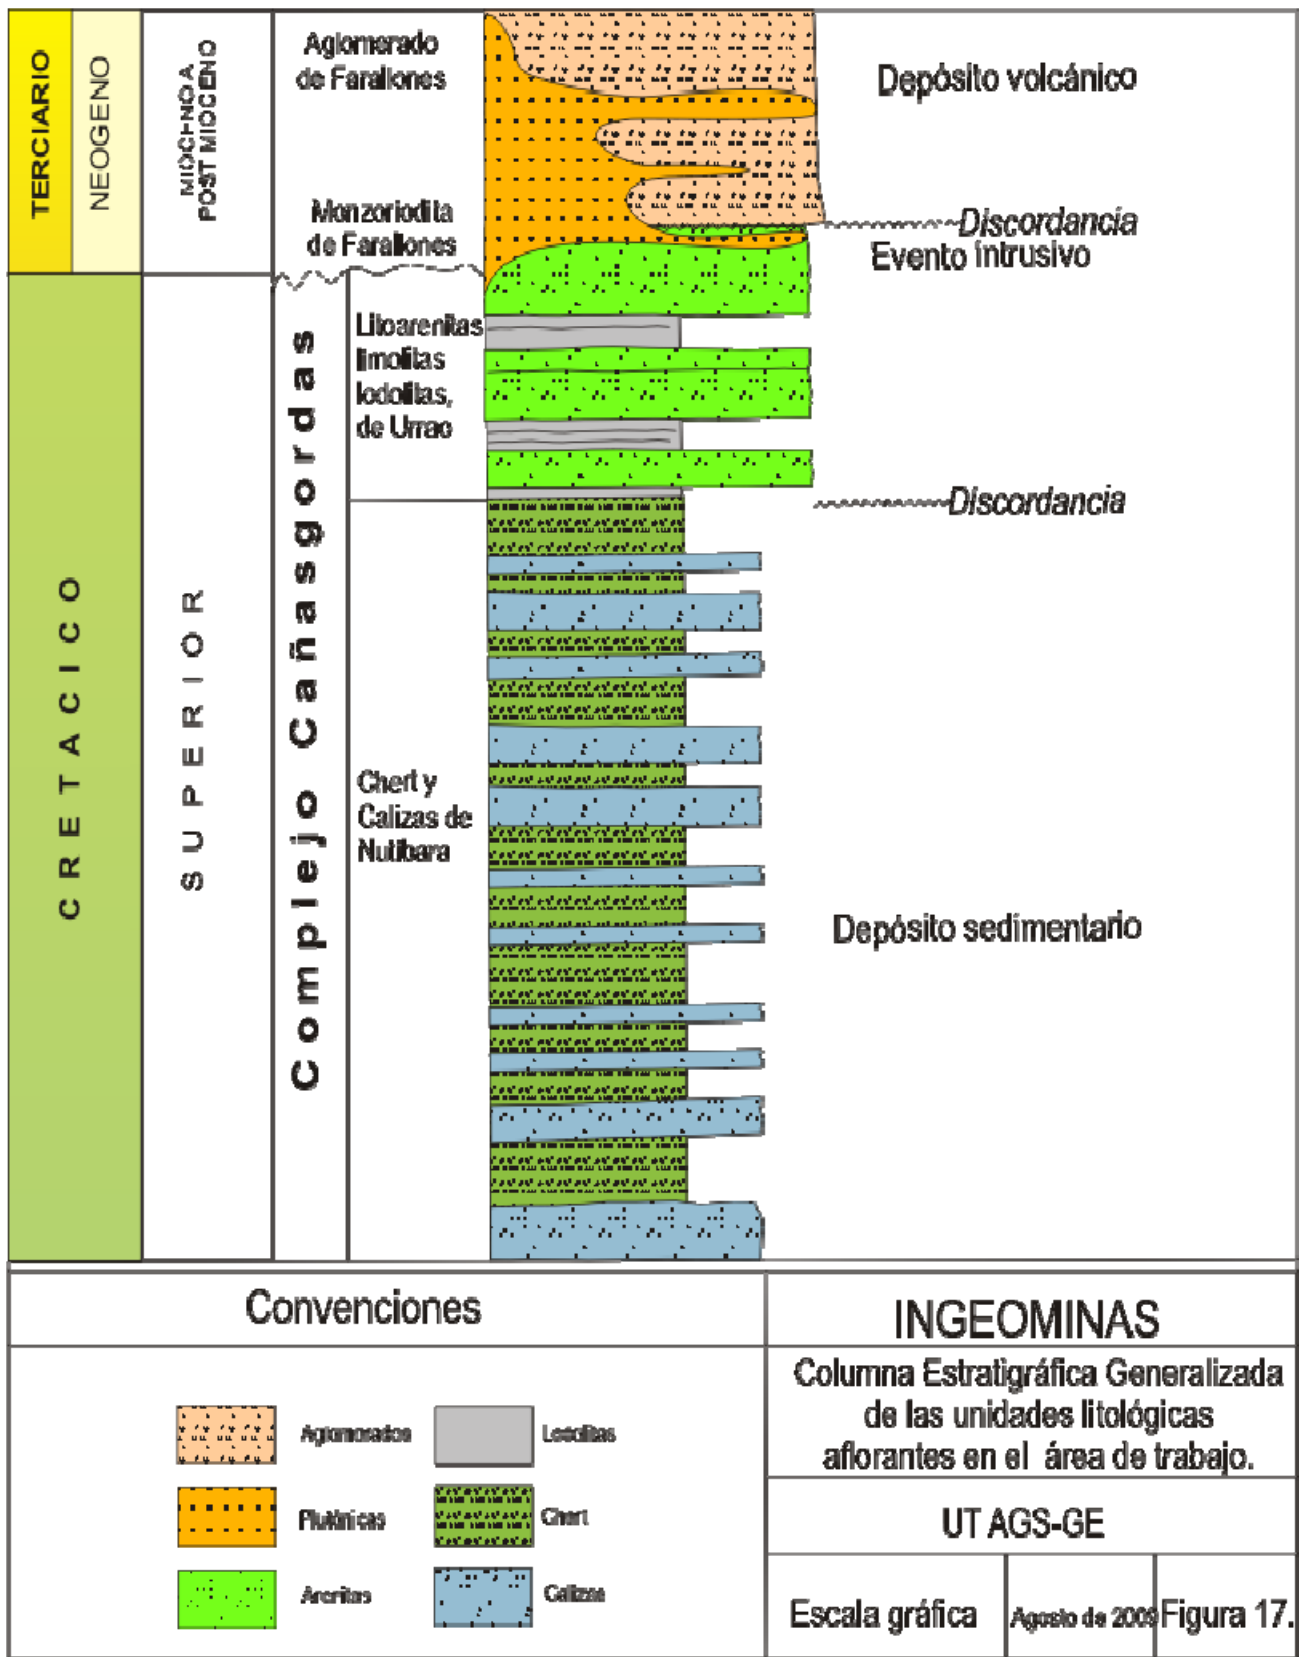 TERCIARIO
NEOGENO
MIOCENO A
POST MIOCENO
Aglomerado
de Farallones
Monzoriodita
de Farallones
Depósito volcánico
Discordancia
Evento intrusivo
CRETACICO
SUPERIOR
Complejo Cañasgordas
Litoarenitas
limolitas
lodolitas,
de Urrao
Discordancia
Chert y
Calizas de
Nutibara
Depósito sedimentario
Convenciones
Aglomerados
Lodolitas
Plutónicas
Chert
Arenitas
Calizas
INGEOMINAS
Columna Estratigráfica Generalizada
de las unidades litológicas
aflorantes en el área de trabajo.
UT AGS-GE
Escala gráfica
Agosto de 2009
Figura 17.